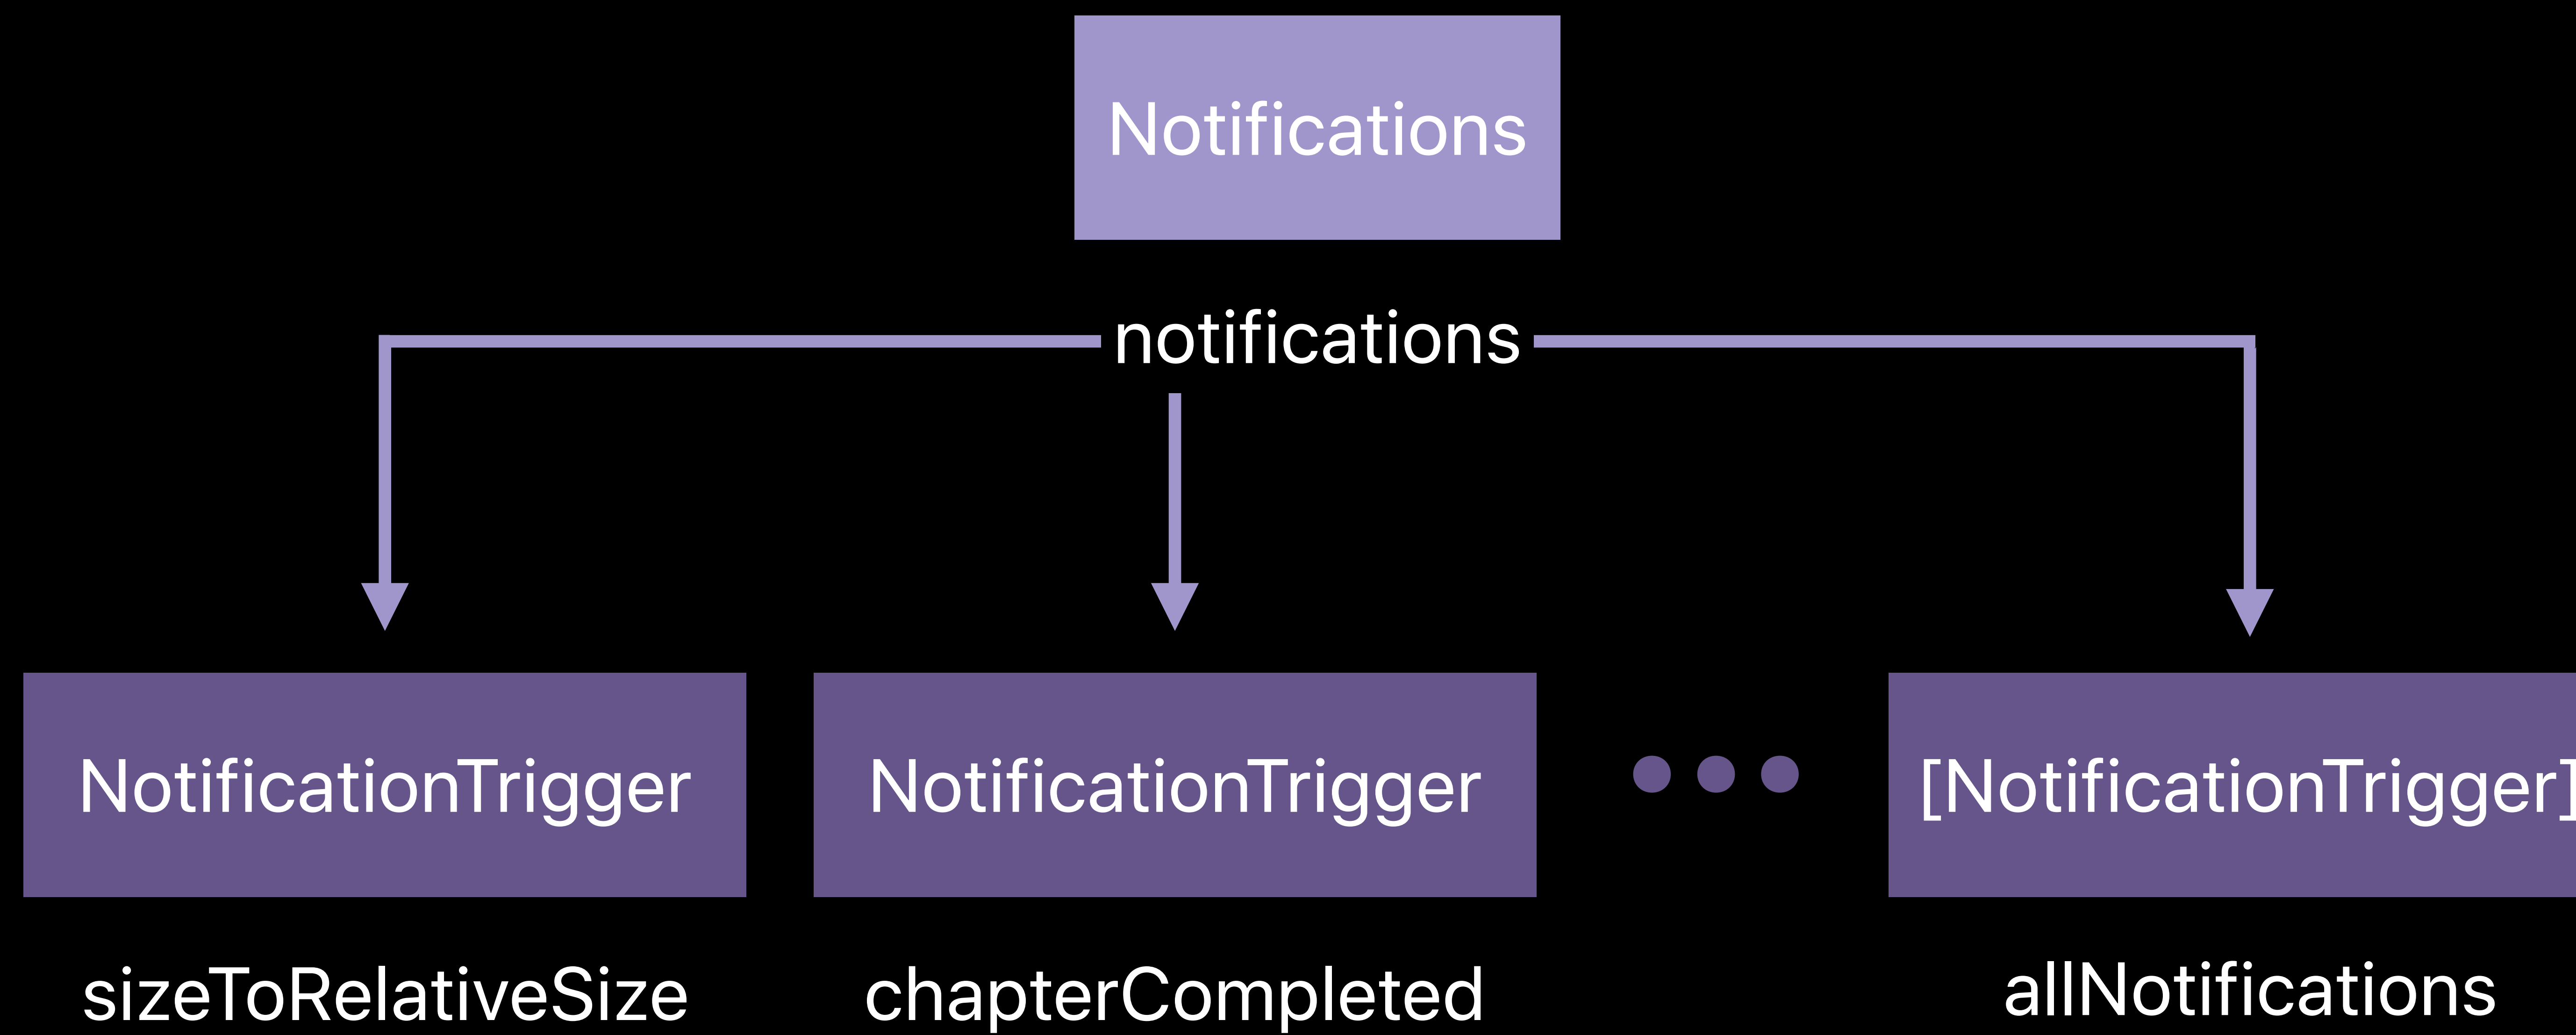 Notifications
notifications
NotificationTrigger
NotificationTrigger
[NotificationTrigger]
sizeToRelativeSize
chapterCompleted
allNotifications